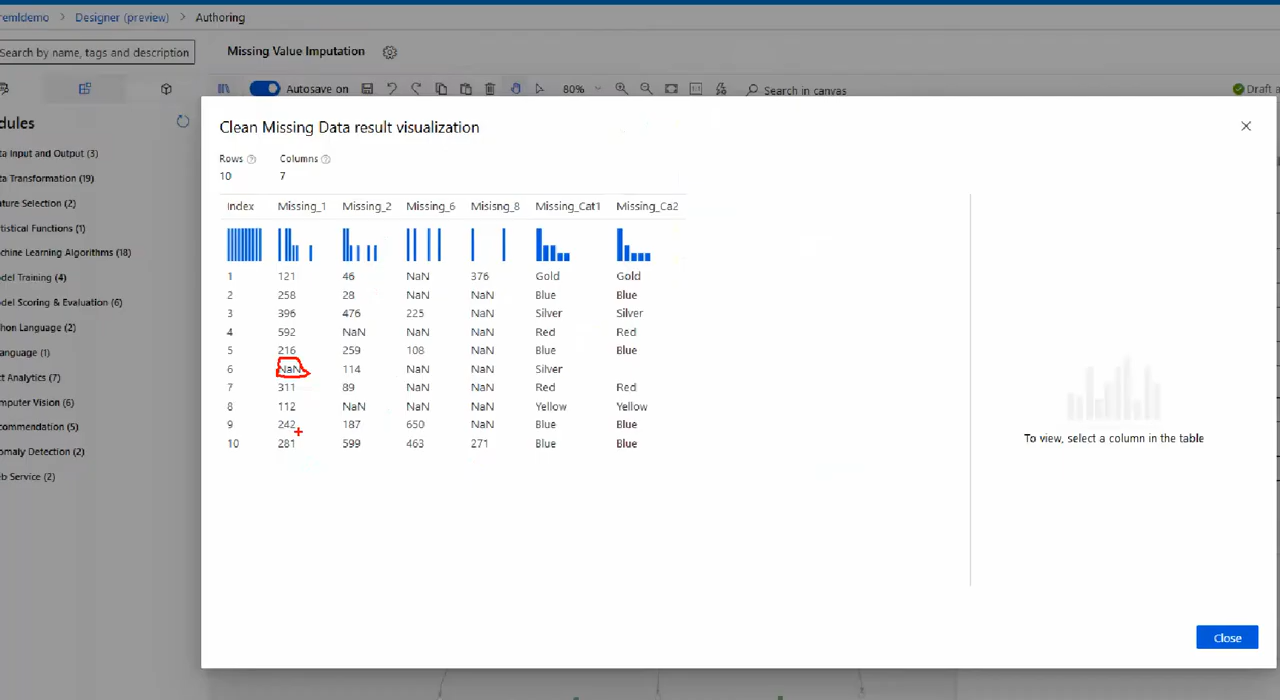 remldemo > Designer (preview) > Authoring
Search by name, tags and description
Missing Value Imputation
Autosave on
80%
Search in canvas
Draft a
dules
ta Input and Output (3)
ta Transformation (19)
ture Selection (2)
tistical Functions (1)
chine Learning Algorithms (18)
odel Training (4)
odel Scoring & Evaluation (6)
thon Language (2)
anguage (1)
ct Analytics (7)
mputer Vision (6)
commendation (5)
omaly Detection (2)
b Service (2)
Clean Missing Data result visualization
Rows Columns
10 7
Index Missing_1 Missing_2 Missing_6 Misisng_8 Missing_Cat1 Missing_Ca2
1 121 46 NaN 376 Gold Gold
2 258 28 NaN NaN Blue Blue
3 396 476 225 NaN Silver Silver
4 592 NaN NaN NaN Red Red
5 216 259 108 NaN Blue Blue
6 NaN 114 NaN NaN Silver
7 311 89 NaN NaN Red Red
8 112 NaN NaN NaN Yellow Yellow
9 242 187 650 NaN Blue Blue
10 281 599 463 271 Blue Blue
To view, select a column in the table
Close